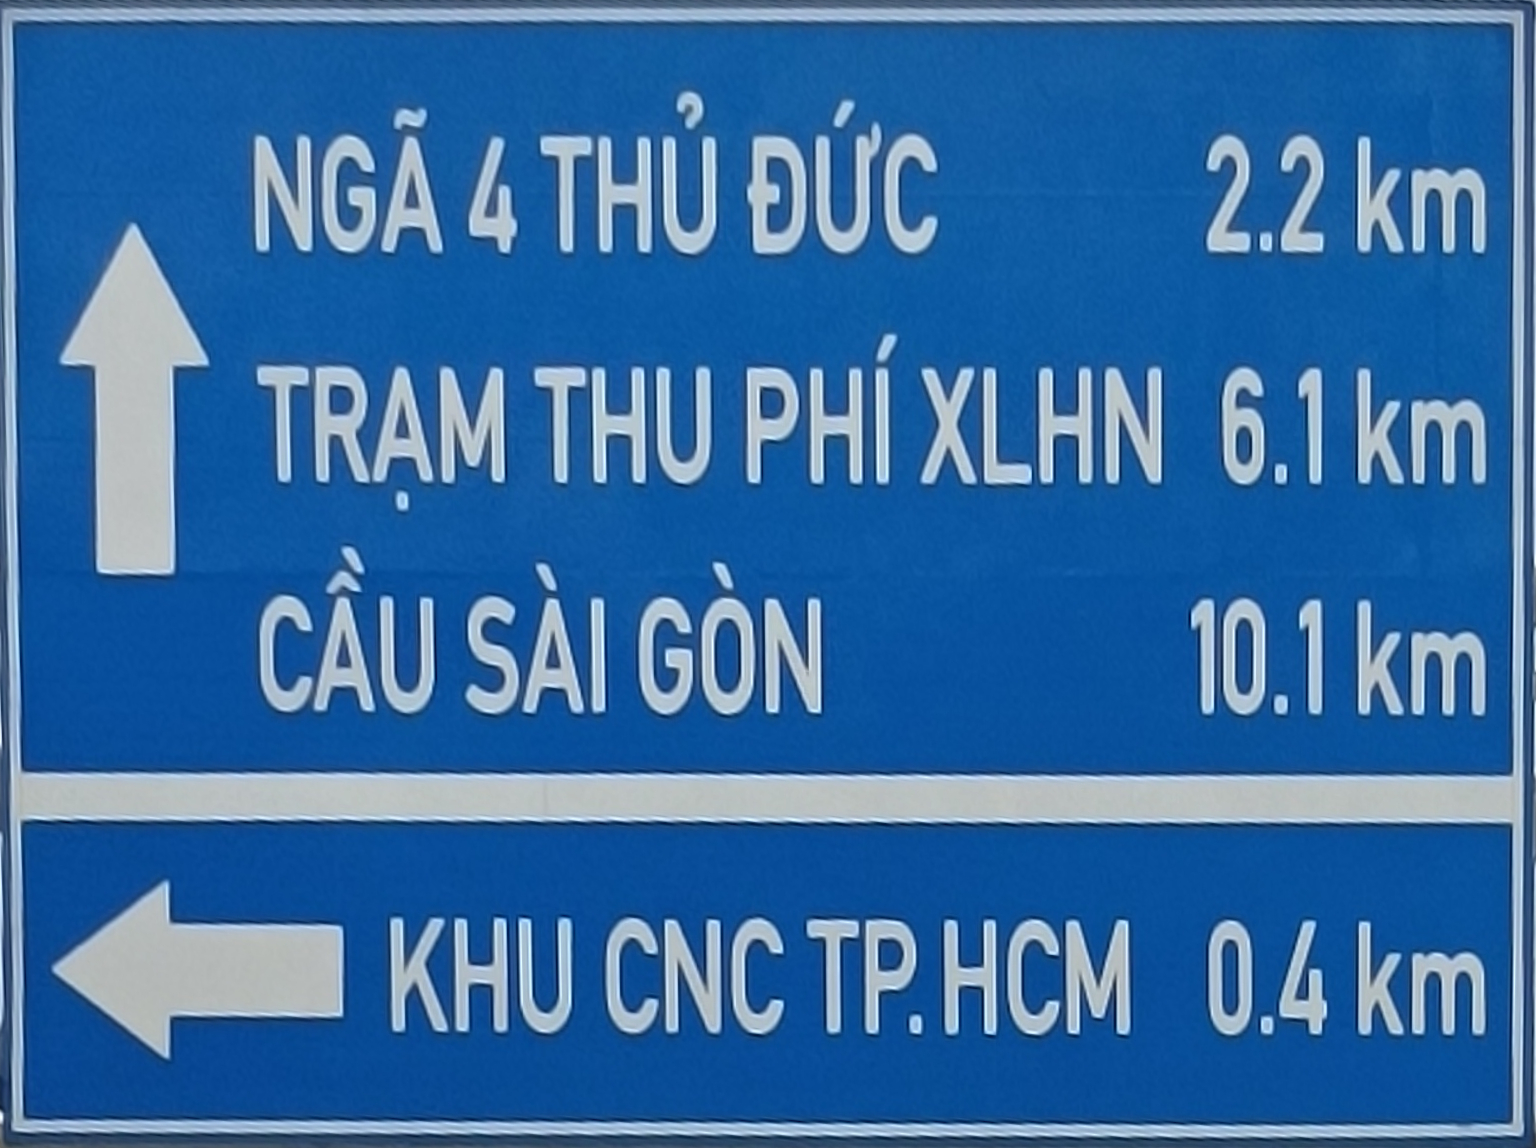 NGÃ 4 THỦ ĐỨC 2.2 km
TRẠM THU PHÍ XLHN 6.1 km
CẦU SÀI GÒN 10.1 km
KHU CNC TP.HCM 0.4 km